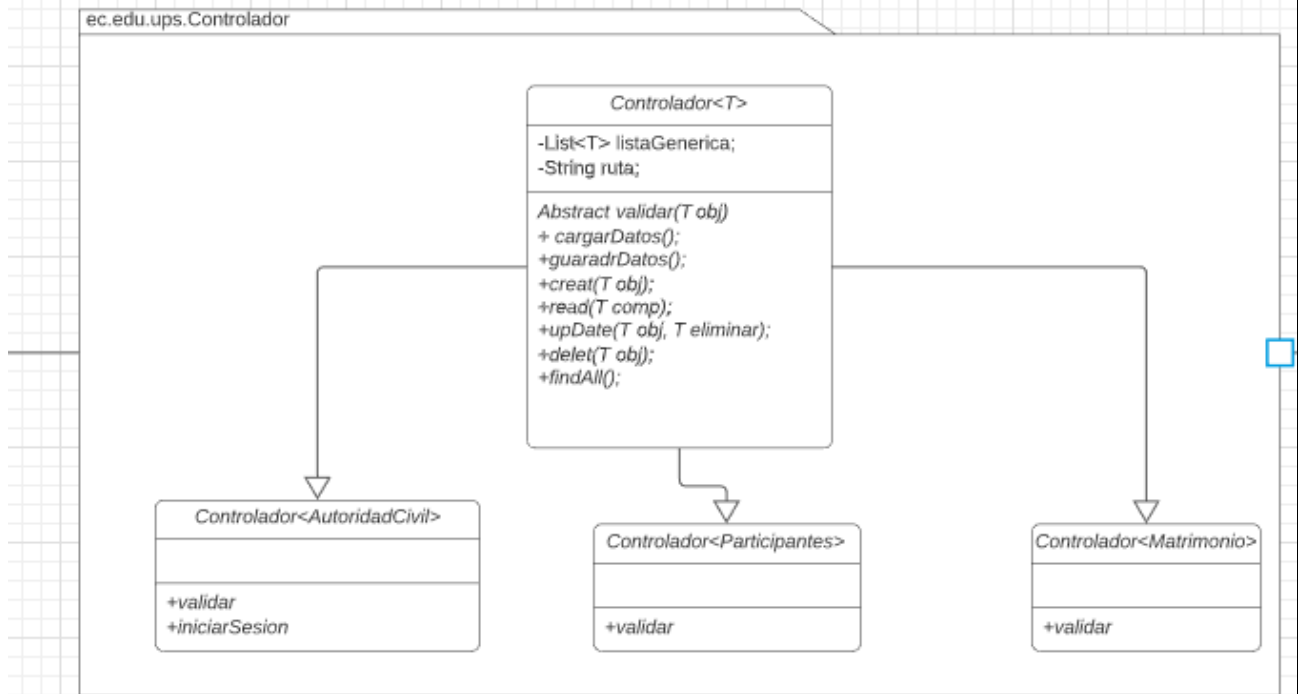 ec.edu.ups.Controlador
Controlador<T>
-List<T> listaGenerica;
-String ruta;
Abstract validar(T obj)
+ cargarDatos();
+guaradrDatos();
+creat(T obj);
+read(T comp);
+upDate(T obj, T eliminar);
+delet(T obj);
+findAll();
Controlador<AutoridadCivil>
+validar
+iniciarSesion
Controlador<Participantes>
+validar
Controlador<Matrimonio>
+validar